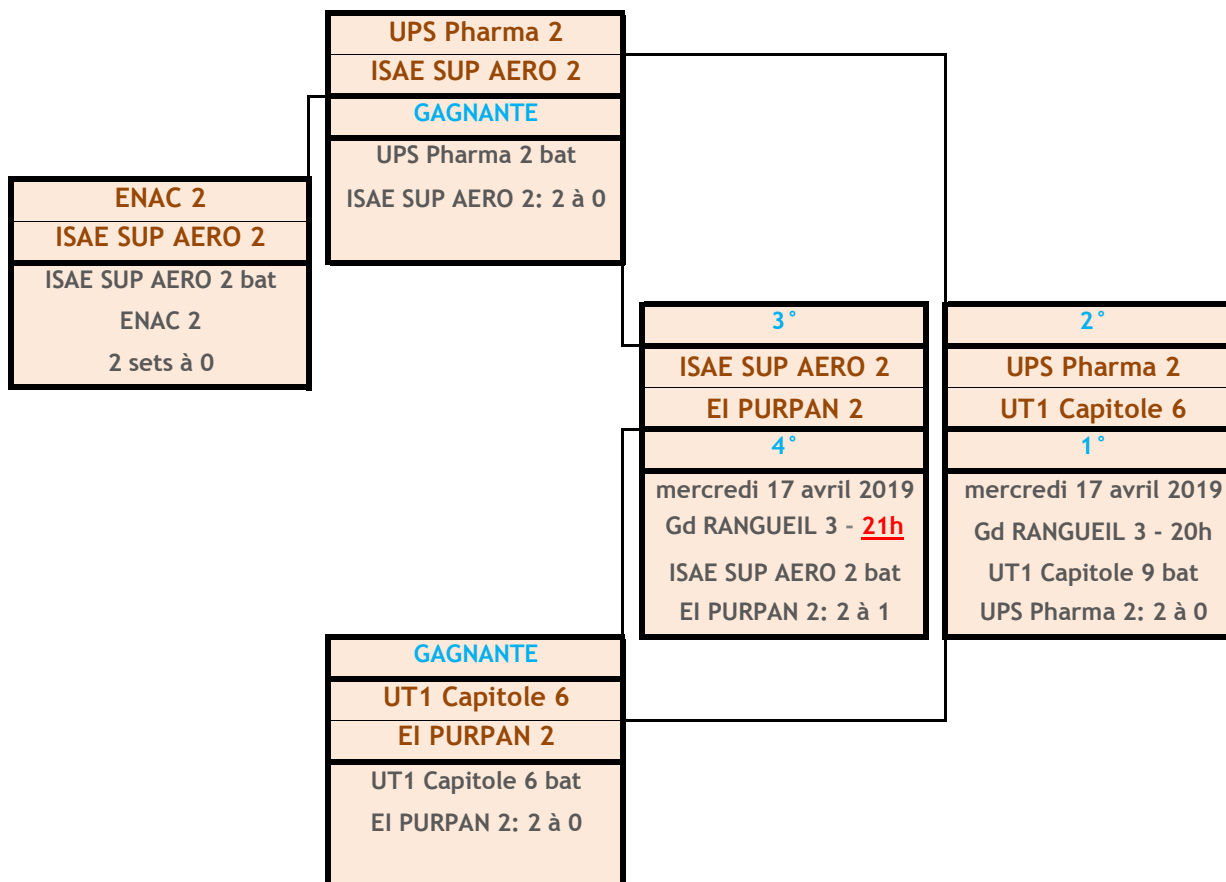 UPS Pharma 2
ISAE SUP AERO 2
GAGNANTE
UPS Pharma 2 bat
ISAE SUP AERO 2: 2 à 0
ENAC 2
ISAE SUP AERO 2
ISAE SUP AERO 2 bat
ENAC 2
2 sets à 0
3°
ISAE SUP AERO 2
EI PURPAN 2
4°
mercredi 17 avril 2019
Gd RANGUEIL 3 - 21h
ISAE SUP AERO 2 bat
EI PURPAN 2: 2 à 1
2°
UPS Pharma 2
UT1 Capitole 6
1°
mercredi 17 avril 2019
Gd RANGUEIL 3 - 20h
UT1 Capitole 9 bat
UPS Pharma 2: 2 à 0
GAGNANTE
UT1 Capitole 6
EI PURPAN 2
UT1 Capitole 6 bat
EI PURPAN 2: 2 à 0